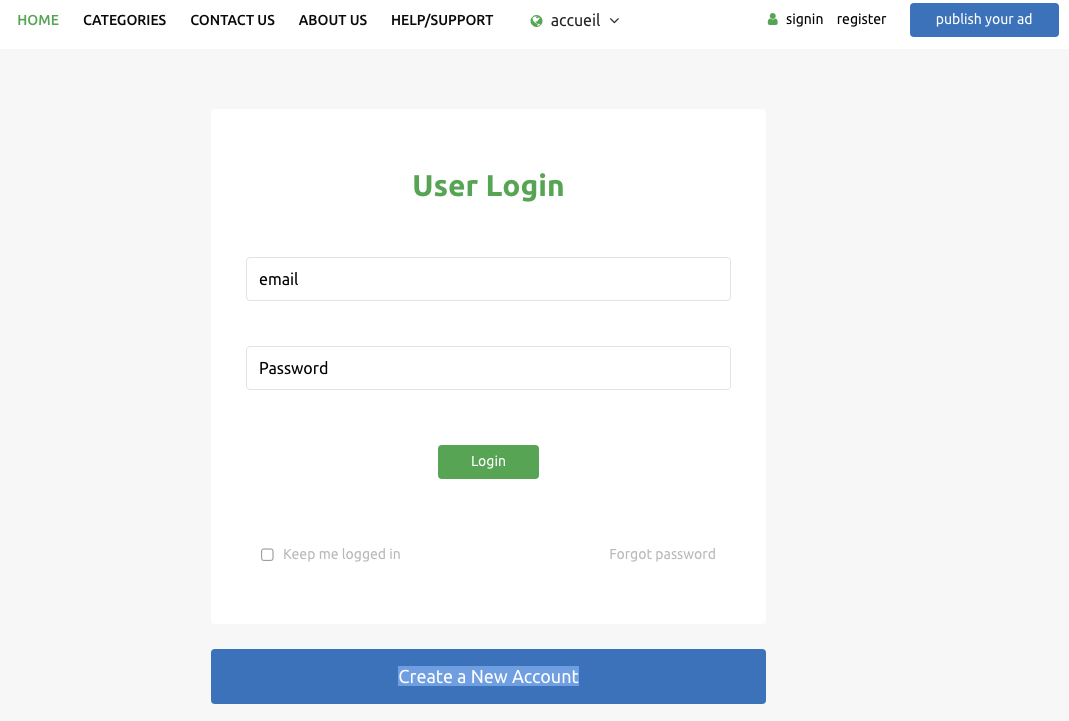 HOME CATEGORIES CONTACT US ABOUT US HELP/SUPPORT accueil signin register publish your ad
User Login
email
Password
Login
Keep me logged in Forgot password
Create a New Account